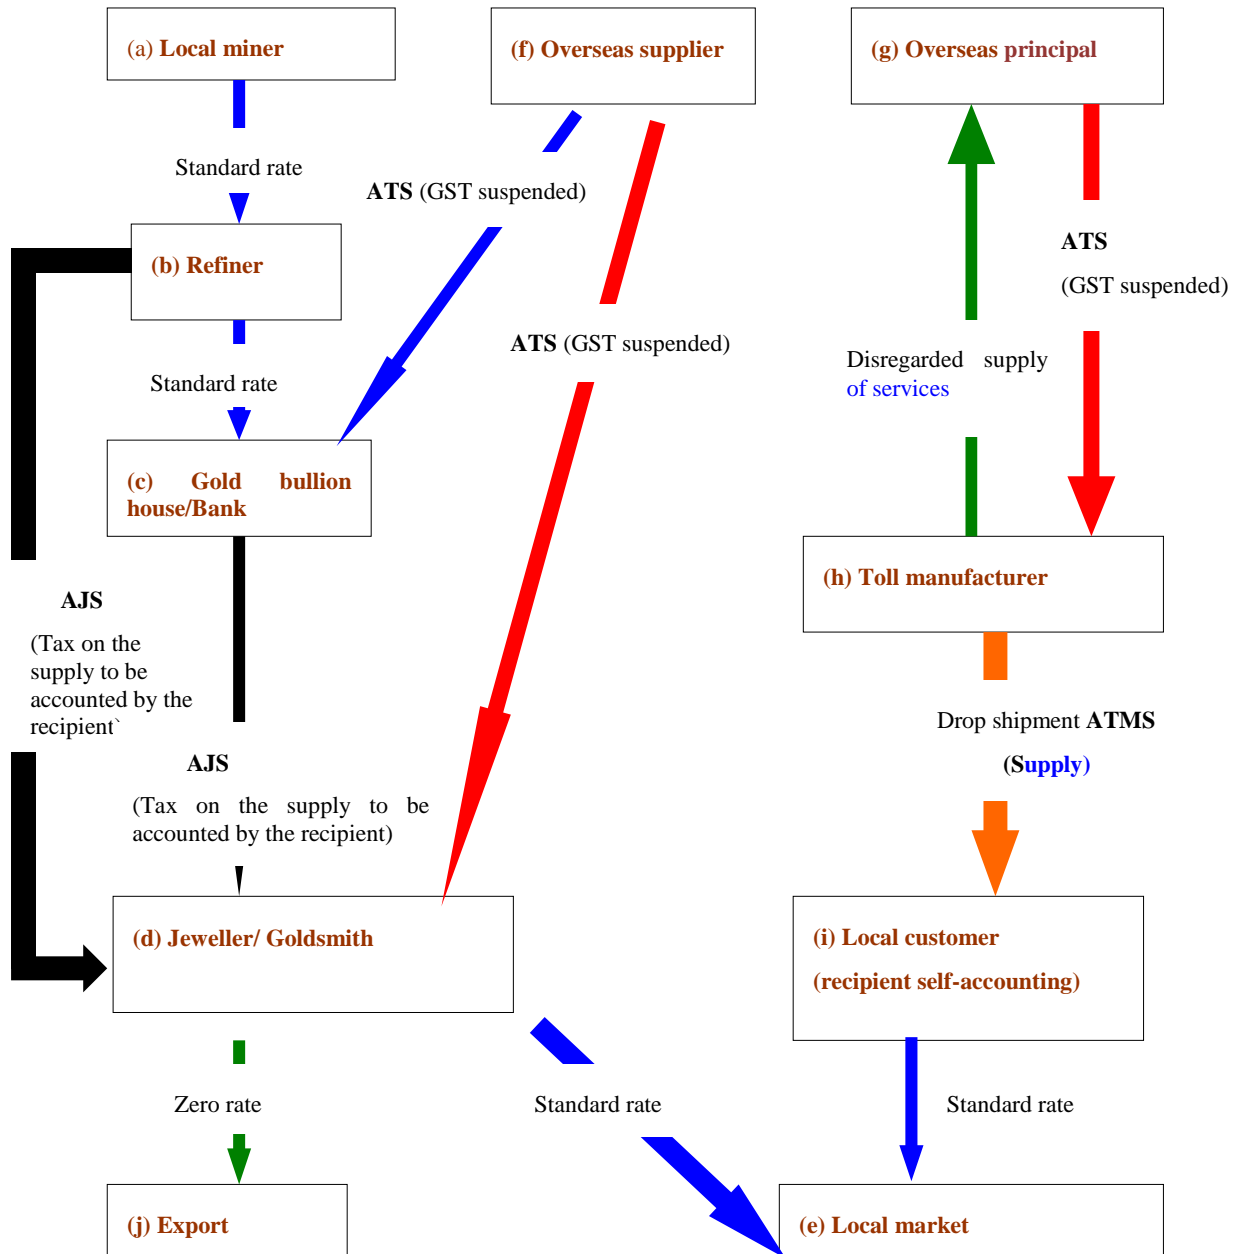 (a) Local miner
(f) Overseas supplier
(g) Overseas principal
Standard rate
ATS (GST suspended)
ATS
(GST suspended)
(b) Refiner
ATS (GST suspended)
Disregarded supply
of services
Standard rate
(c) Gold bullion
house/Bank
(h) Toll manufacturer
AJS
(Tax on the
supply to be
accounted by the
recipient`
Drop shipment ATMS
(Supply)
AJS
(Tax on the supply to be
accounted by the recipient)
(d) Jeweller/ Goldsmith
(i) Local customer
(recipient self-accounting)
Zero rate
Standard rate
Standard rate
(j) Export
(e) Local market